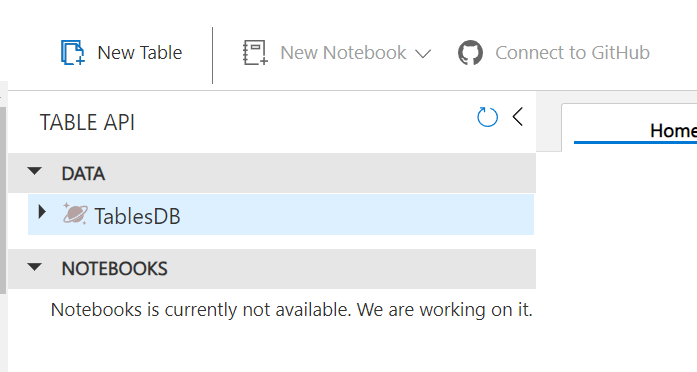 New Table New Notebook Connect to GitHub
TABLE API
Home
DATA
TablesDB
NOTEBOOKS
Notebooks is currently not available. We are working on it.